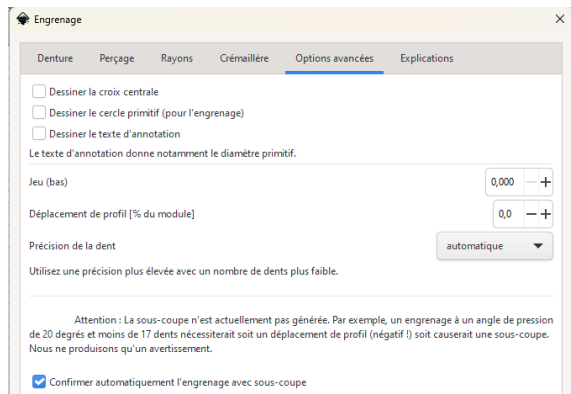 Engrenage
Denture Perçage Rayons Crémaillère Options avancées Explications
Dessiner la croix centrale
Dessiner le cercle primitif (pour l'engrenage)
Dessiner le texte d'annotation
Le texte d'annotation donne notamment le diamètre primitif.
Jeu (bas) 0,000 − +
Déplacement de profil [% du module] 0,0 − +
Précision de la dent automatique
Utilisez une précision plus élevée avec un nombre de dents plus faible.
Attention : La sous-coupe n'est actuellement pas générée. Par exemple, un engrenage à un angle de pression
de 20 degrés et moins de 17 dents nécessiterait soit un déplacement de profil (négatif !) soit causerait une sous-coupe.
Nous ne produisons qu'un avertissement.
Confirmer automatiquement l'engrenage avec sous-coupe